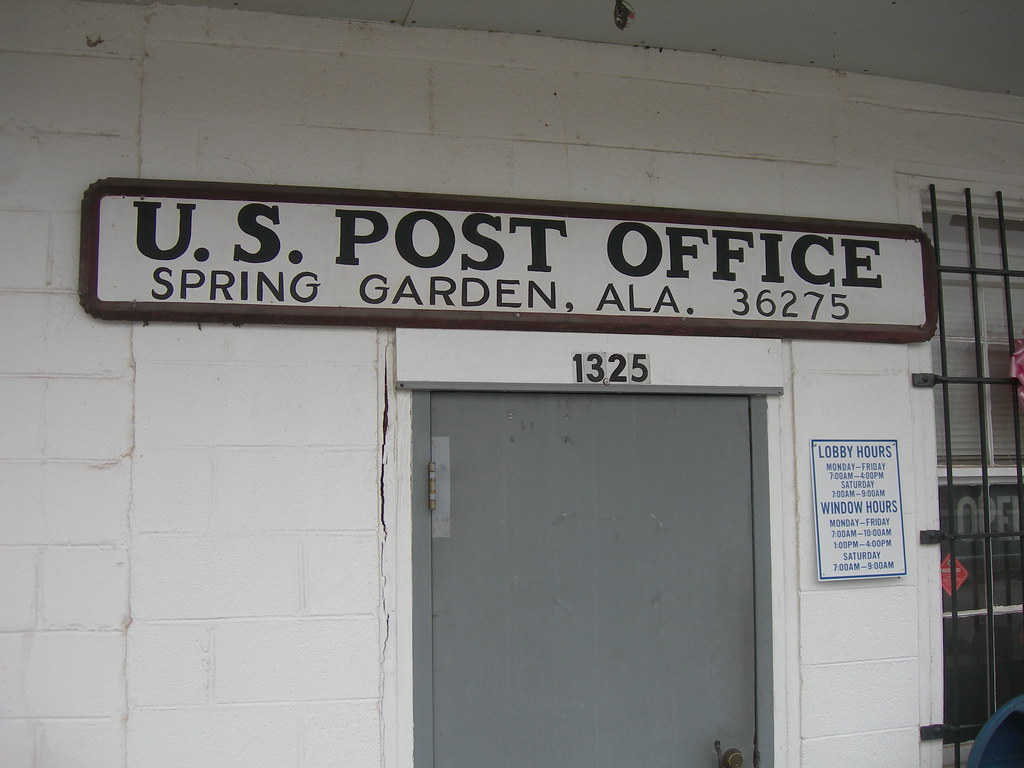 U. S. POST OFFICE
SPRING GARDEN, ALA. 36275
1325
LOBBY HOURS
MONDAY—FRIDAY
7:00AM—4:00PM
SATURDAY
7:00AM—9:00AM
WINDOW HOURS
MONDAY—FRIDAY
7:00AM—10:00AM
1:00PM—4:00PM
SATURDAY
7:00AM—9:00AM